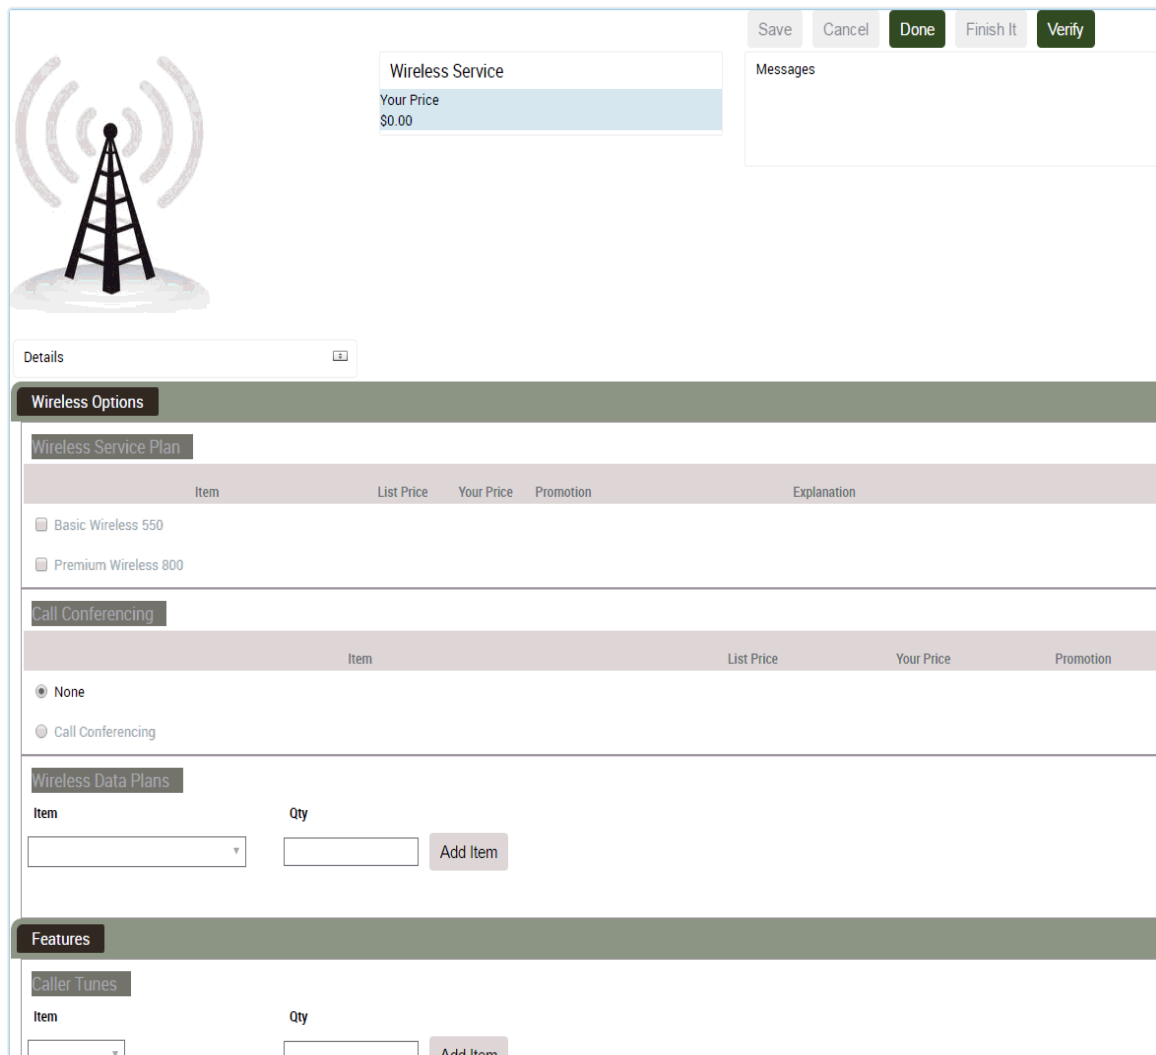 Save Cancel Done Finish It Verify
Wireless Service
Your Price
$0.00
Messages
Details
Wireless Options
Wireless Service Plan
Item List Price Your Price Promotion Explanation
Basic Wireless 550
Premium Wireless 800
Call Conferencing
Item List Price Your Price Promotion
None
Call Conferencing
Wireless Data Plans
Item Qty
Add Item
Features
Caller Tunes
Item Qty
Add Item